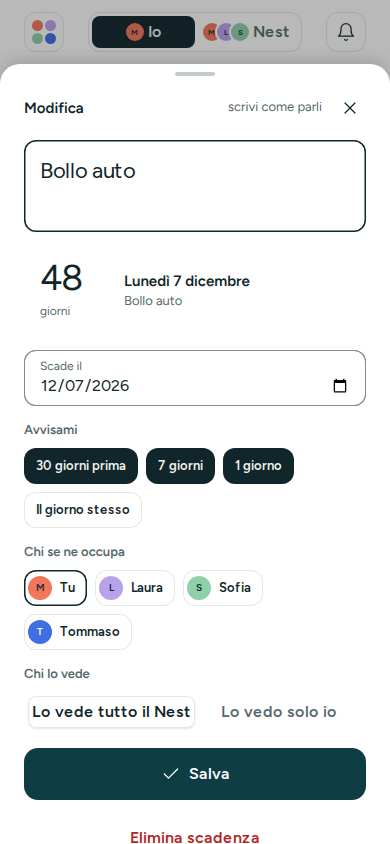 M Io M L S Nest
Modifica scrivi come parli
Bollo auto
48
giorni
Lunedì 7 dicembre
Bollo auto
Scade il
12/07/2026
Avvisami
30 giorni prima 7 giorni 1 giorno
Il giorno stesso
Chi se ne occupa
M Tu L Laura S Sofia
T Tommaso
Chi lo vede
Lo vede tutto il Nest Lo vedo solo io
Salva
Elimina scadenza